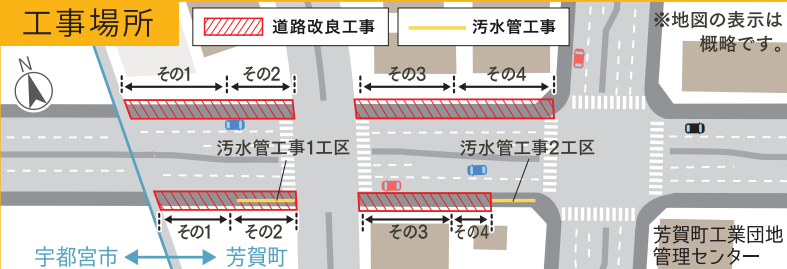 工事場所
道路改良工事
汚水管工事
※地図の表示は
概略です。
N
その1
その2
その3
その4
汚水管工事1工区
汚水管工事2工区
その1
その2
その3
その4
宇都宮市
芳賀町
芳賀町工業団地
管理センター